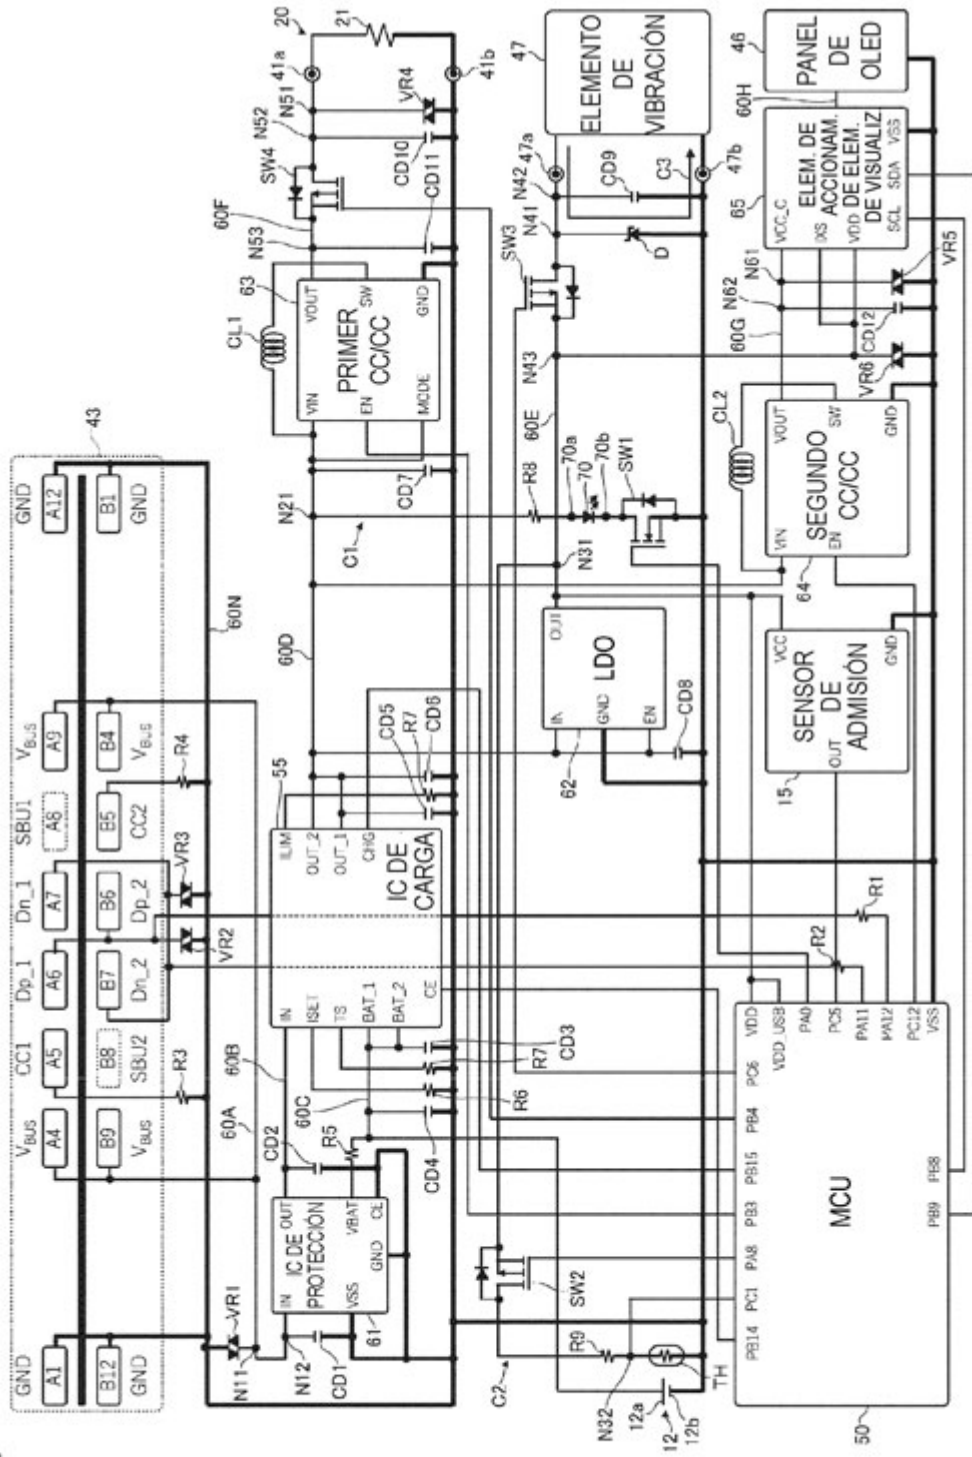 GND
A1
B12
GND
VBUS
A4
B9
VBUS
CC1
A5
B8
SBU2
Dp_1
A6
B7
Dn_2
Dn_1
A7
B6
Dp_2
SBU1
A8
B5
CC2
VBUS
A9
B4
VBUS
GND
A12
B1
GND
43
R3
VR2
VR3
R4
60N
N11
VR1
60A
N12
CD1
IN
OUT
IC DE PROTECCIÓN
VBAT
VSS
GND
CE
61
CD2
60B
R5
60C
CD4
R6
R7
CD3
IN
ISET
TS
BAT_1
BAT_2
CE
IC DE CARGA
ILIM
OUT_2
OUT_1
CHG
55
CD5
R7
CD6
60D
N21
C1
CD7
CL1
VIN
EN
MODE
PRIMER CC/CC
VOUT
SW
GND
63
N53
60F
SW4
CD10
CD11
N52
N51
VR4
41a
41b
20
21
C2
SW2
N32
R9
TH
12a
12
12b
IN
GND
EN
OUT
LDO
62
CD8
N31
R8
70a
70
70b
SW1
60E
N43
SW3
N41
N42
D
CD9
C3
47a
47b
47
ELEMENTO DE VIBRACIÓN
MCU
50
PB14
PC1
PA8
PB3
PB15
PB4
PC6
VDD
VDD_USB
PA0
PC5
PA11
PA12
PC12
VSS
PB9
PB8
R2
R1
15
SENSOR DE ADMISIÓN
VCC
OUT
GND
64
SEGUNDO CC/CC
VIN
EN
VOUT
SW
GND
CL2
VR6
CD12
60G
N62
N61
VR5
65
VCC_C
IXS
VDD
SCL
SDA
VSS
ELEM. DE
ACCIONAM.
DE ELEM.
DE VISUALIZ
60H
46
PANEL DE OLED